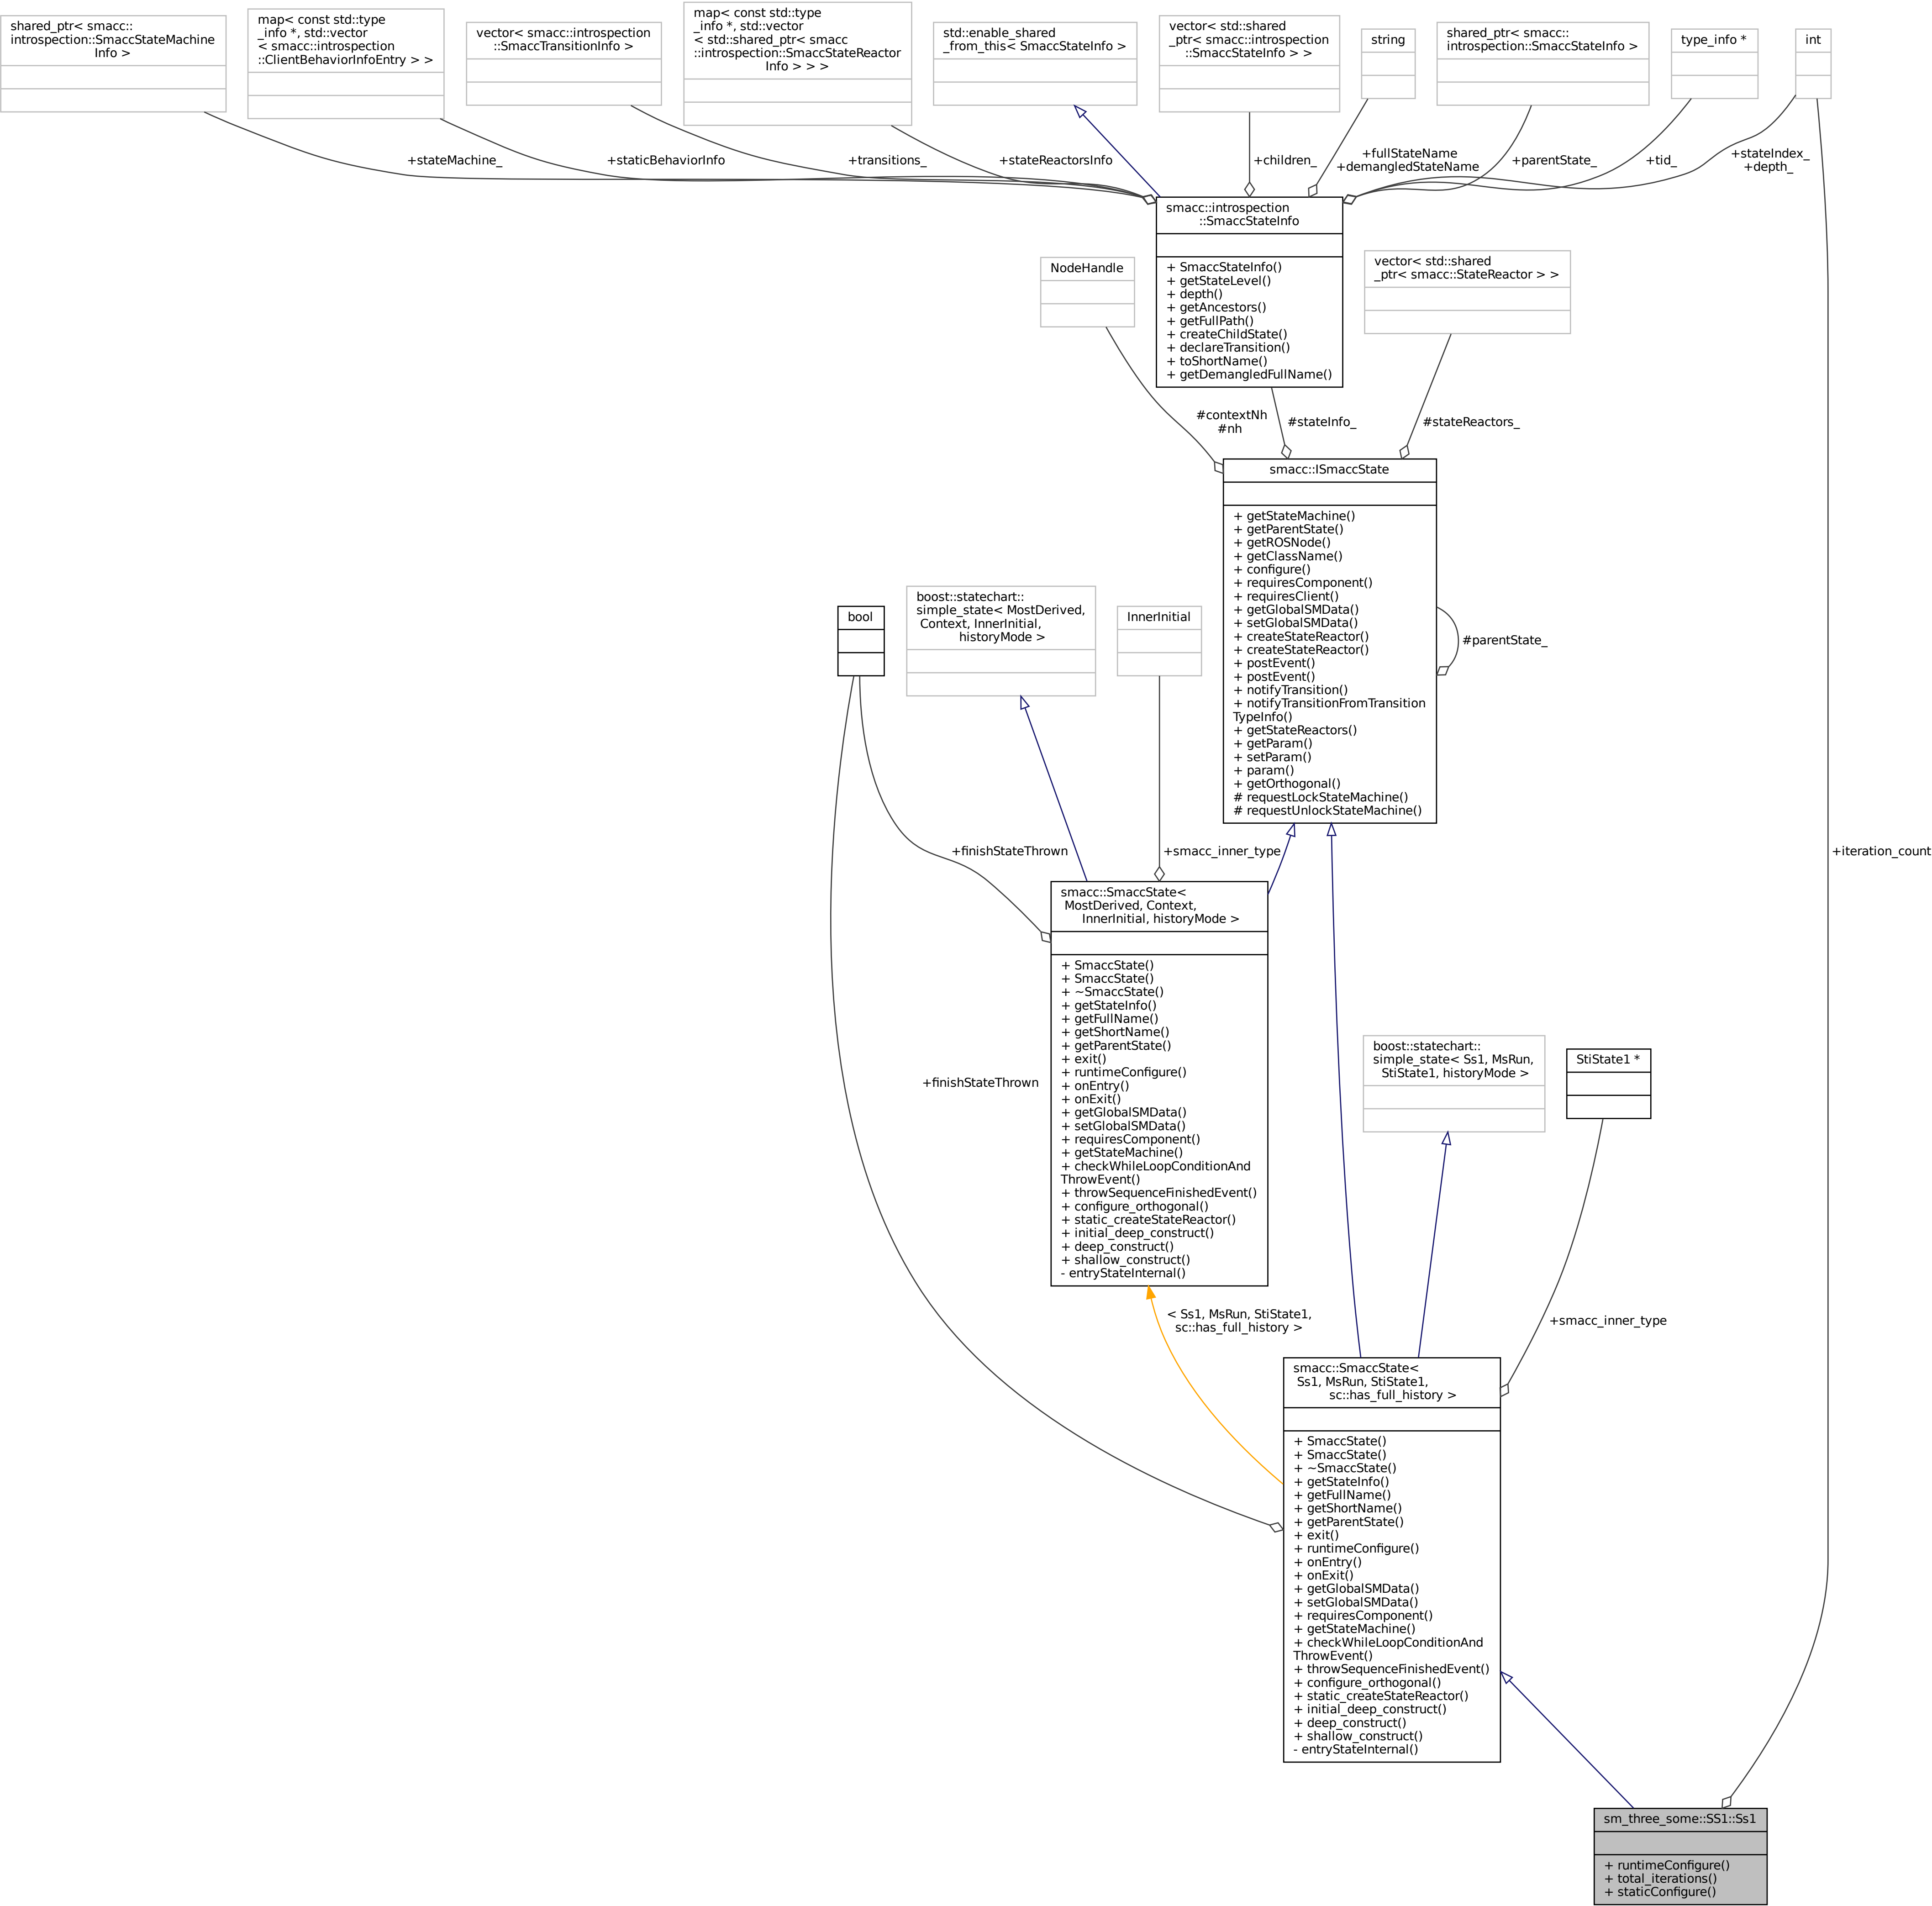 shared_ptr< smacc::
introspection::SmaccStateMachine
Info >
map< const std::type
_info *, std::vector
< smacc::introspection
::ClientBehaviorInfoEntry > >
vector< smacc::introspection
::SmaccTransitionInfo >
map< const std::type
_info *, std::vector
< std::shared_ptr< smacc
::introspection::SmaccStateReactor
Info > > >
std::enable_shared
_from_this< SmaccStateInfo >
vector< std::shared
_ptr< smacc::introspection
::SmaccStateInfo > >
string
shared_ptr< smacc::
introspection::SmaccStateInfo >
type_info *
int
+stateMachine_
+staticBehaviorInfo
+transitions_
+stateReactorsInfo
+children_
+fullStateName
+demangledStateName
+parentState_
+tid_
+stateIndex_
+depth_
smacc::introspection
::SmaccStateInfo
+ SmaccStateInfo()
+ getStateLevel()
+ depth()
+ getAncestors()
+ getFullPath()
+ createChildState()
+ declareTransition()
+ toShortName()
+ getDemangledFullName()
NodeHandle
vector< std::shared
_ptr< smacc::StateReactor > >
#contextNh
#nh
#stateInfo_
#stateReactors_
smacc::ISmaccState
+ getStateMachine()
+ getParentState()
+ getROSNode()
+ getClassName()
+ configure()
+ requiresComponent()
+ requiresClient()
+ getGlobalSMData()
+ setGlobalSMData()
+ createStateReactor()
+ createStateReactor()
+ postEvent()
+ postEvent()
+ notifyTransition()
+ notifyTransitionFromTransition
TypeInfo()
+ getStateReactors()
+ getParam()
+ setParam()
+ param()
+ getOrthogonal()
# requestLockStateMachine()
# requestUnlockStateMachine()
#parentState_
bool
boost::statechart::
simple_state< MostDerived,
Context, InnerInitial,
historyMode >
InnerInitial
+finishStateThrown
+smacc_inner_type
+iteration_count
smacc::SmaccState<
MostDerived, Context,
InnerInitial, historyMode >
+ SmaccState()
+ SmaccState()
+ ~SmaccState()
+ getStateInfo()
+ getFullName()
+ getShortName()
+ getParentState()
+ exit()
+ runtimeConfigure()
+ onEntry()
+ onExit()
+ getGlobalSMData()
+ setGlobalSMData()
+ requiresComponent()
+ getStateMachine()
+ checkWhileLoopConditionAnd
ThrowEvent()
+ throwSequenceFinishedEvent()
+ configure_orthogonal()
+ static_createStateReactor()
+ initial_deep_construct()
+ deep_construct()
+ shallow_construct()
- entryStateInternal()
+finishStateThrown
boost::statechart::
simple_state< Ss1, MsRun,
StiState1, historyMode >
StiState1 *
< Ss1, MsRun, StiState1,
sc::has_full_history >
+smacc_inner_type
smacc::SmaccState<
Ss1, MsRun, StiState1,
sc::has_full_history >
+ SmaccState()
+ SmaccState()
+ ~SmaccState()
+ getStateInfo()
+ getFullName()
+ getShortName()
+ getParentState()
+ exit()
+ runtimeConfigure()
+ onEntry()
+ onExit()
+ getGlobalSMData()
+ setGlobalSMData()
+ requiresComponent()
+ getStateMachine()
+ checkWhileLoopConditionAnd
ThrowEvent()
+ throwSequenceFinishedEvent()
+ configure_orthogonal()
+ static_createStateReactor()
+ initial_deep_construct()
+ deep_construct()
+ shallow_construct()
- entryStateInternal()
sm_three_some::SS1::Ss1
+ runtimeConfigure()
+ total_iterations()
+ staticConfigure()